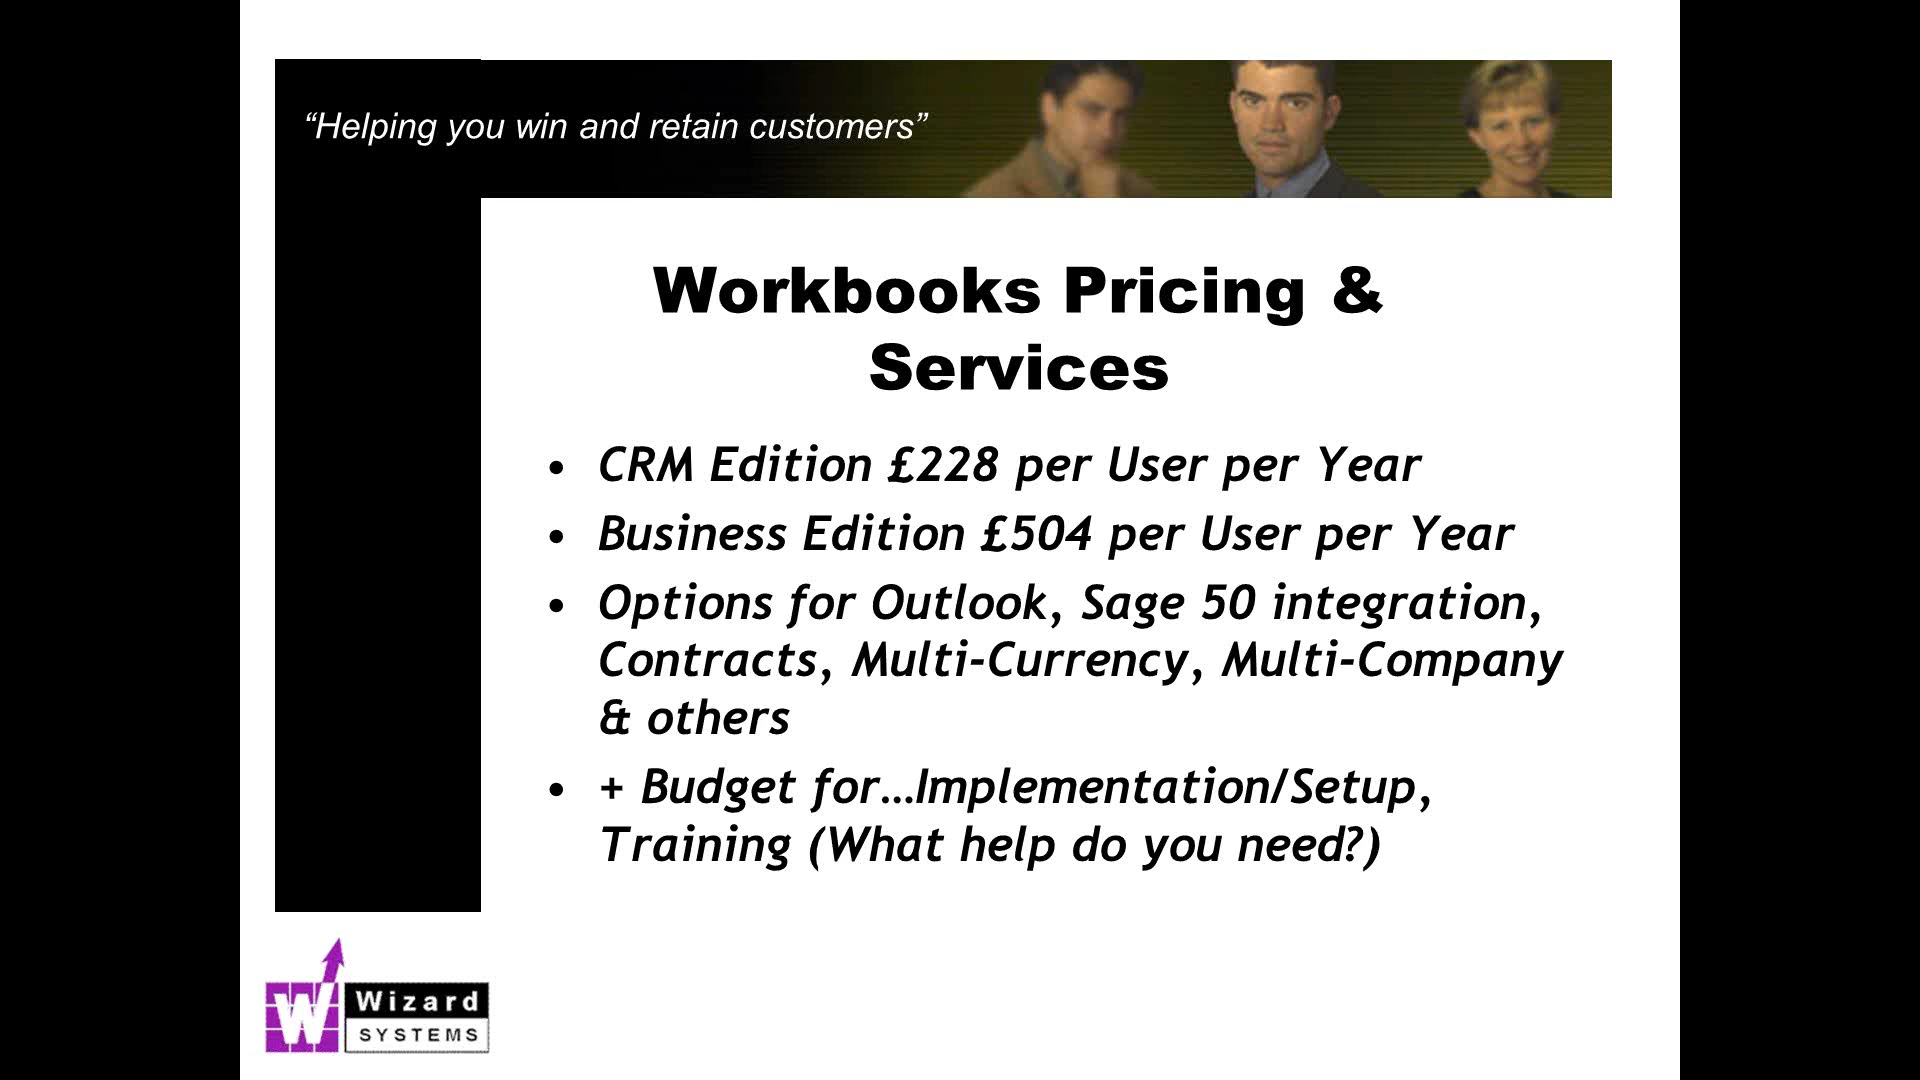 “Helping you win and retain customers”
Workbooks Pricing &
Services
• CRM Edition £228 per User per Year
• Business Edition £504 per User per Year
• Options for Outlook, Sage 50 integration,
Contracts, Multi-Currency, Multi-Company
& others
• + Budget for…Implementation/Setup,
Training (What help do you need?)
W
Wizard
SYSTEMS